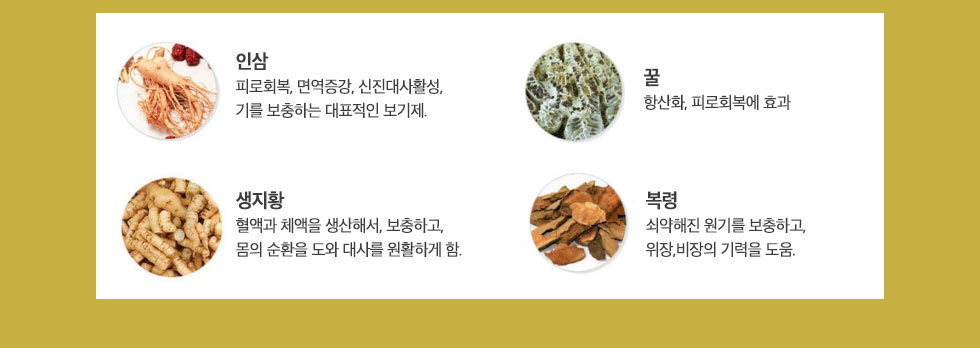 인삼
피로회복, 면역증강, 신진대사활성,
기를 보충하는 대표적인 보기제.
꿀
항산화, 피로회복에 효과
생지황
혈액과 체액을 생산해서, 보충하고,
몸의 순환을 도와 대사를 원활하게 함.
복령
쇠약해진 원기를 보충하고,
위장,비장의 기력을 도움.